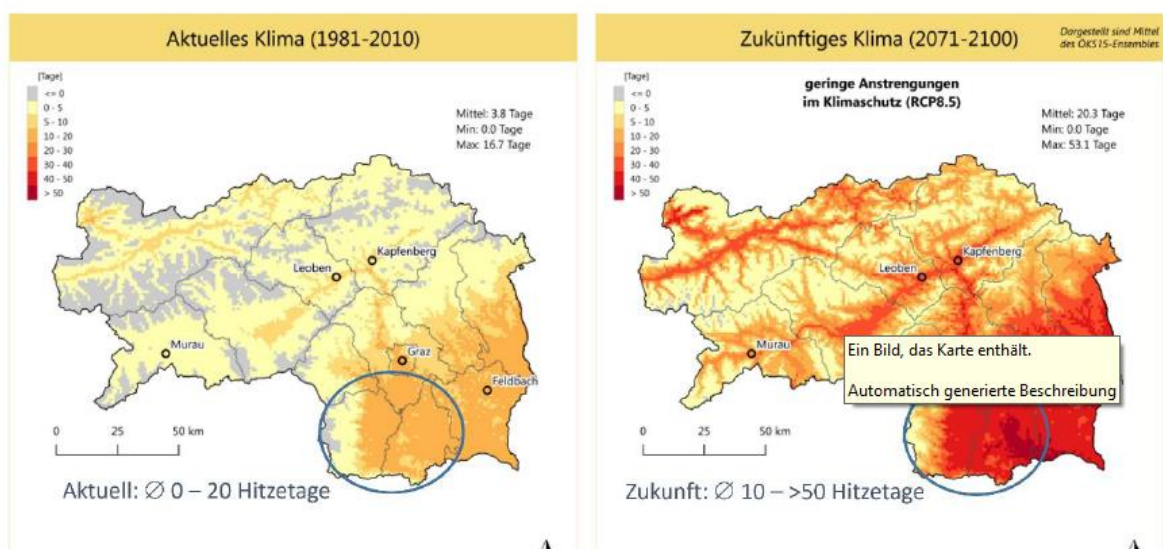 Aktuelles Klima (1981-2010)
[Tage]
<= 0
0 - 5
5 - 10
10 - 20
20 - 30
30 - 40
40 - 50
> 50
Mittel: 3.8 Tage
Min: 0.0 Tage
Max: 16.7 Tage
Kapfenberg
Leoben
Murau
Graz
Feldbach
0 25 50 km
Aktuell: ∅ 0 – 20 Hitzetage
Zukünftiges Klima (2071-2100)
Dargestellt sind Mittel
des ÖKS15-Ensembles
geringe Anstrengungen
im Klimaschutz (RCP8.5)
[Tage]
<= 0
0 - 5
5 - 10
10 - 20
20 - 30
30 - 40
40 - 50
> 50
Mittel: 20.3 Tage
Min: 0.0 Tage
Max: 53.1 Tage
Kapfenberg
Leoben
Murau
Ein Bild, das Karte enthält.
Automatisch generierte Beschreibung
0 25 50 km
Zukunft: ∅ 10 – >50 Hitzetage